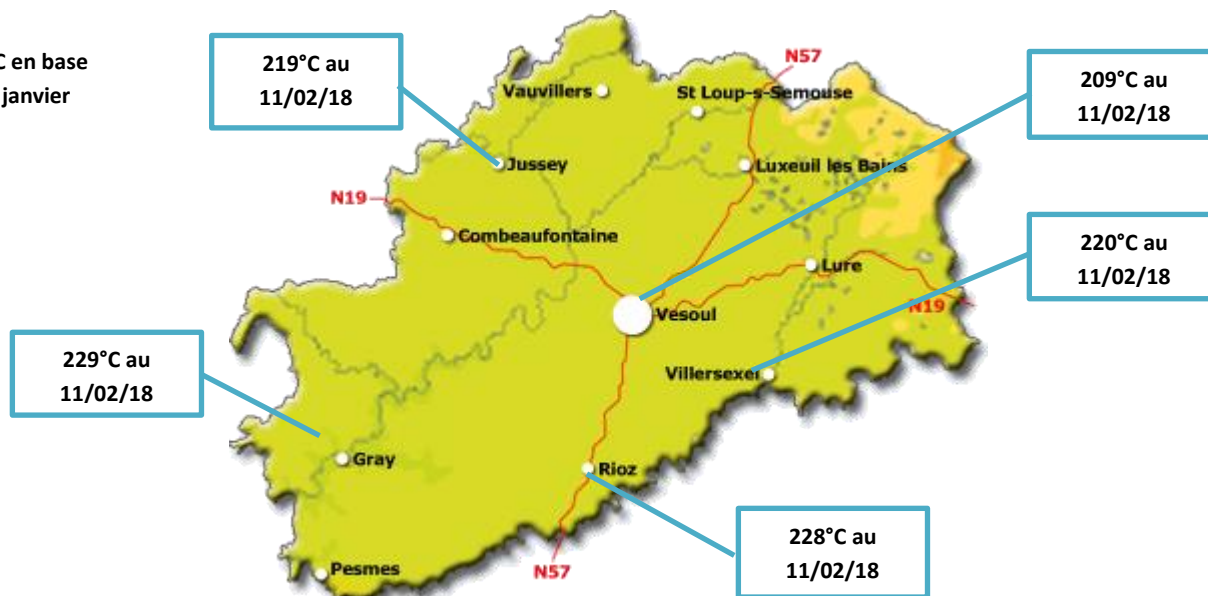 °C en base
janvier
219°C au
11/02/18
N57
209°C au
11/02/18
Vauvillers
St Loup-s-Semouse
Jussey
Luxeuil les Bains
N19
Combeaufontaine
220°C au
11/02/18
Lure
N19
Vesoul
229°C au
11/02/18
Villersexel
Gray
Rioz
228°C au
11/02/18
Pesmes
N57